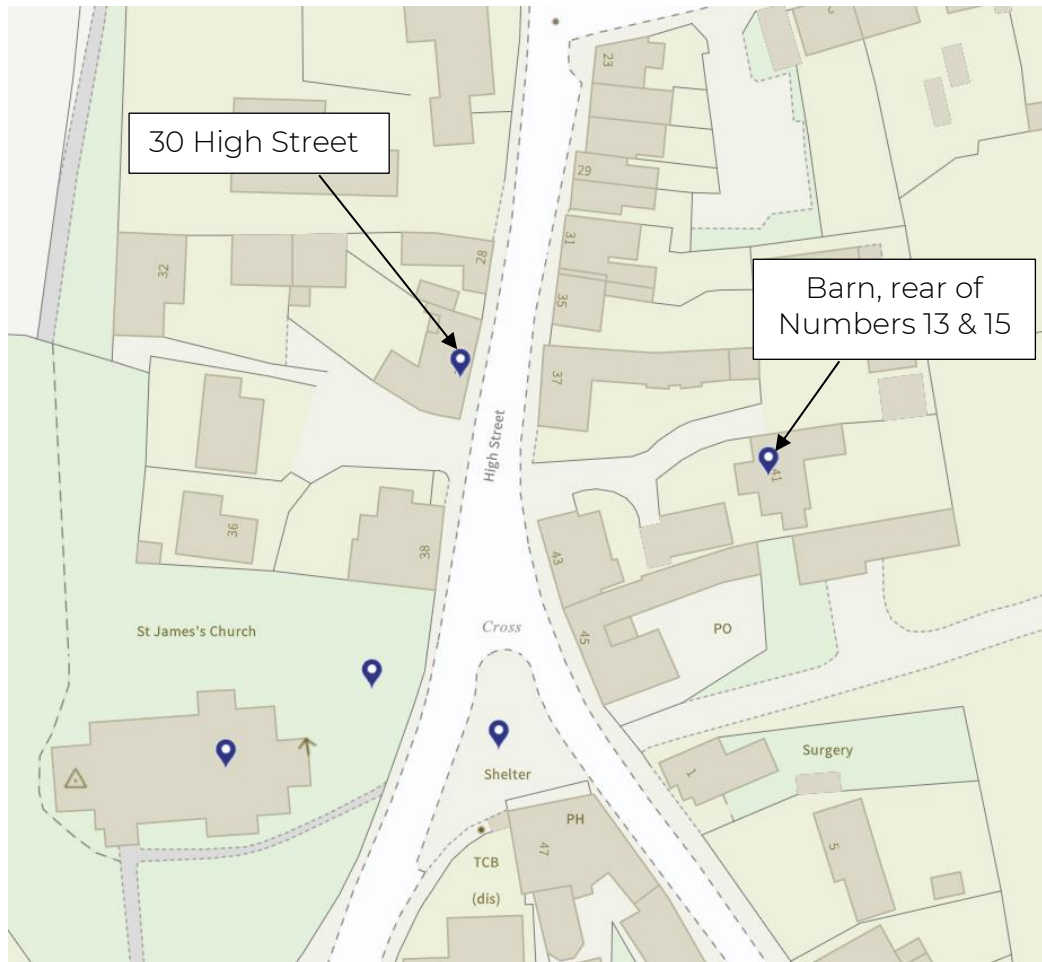 23
30 High Street
29
28
31
32
35
Barn, rear of
Numbers 13 & 15
37
High Street
41
36
38
43
St James's Church
Cross
45
PO
Shelter
Surgery
1
PH
47
5
TCB
(dis)